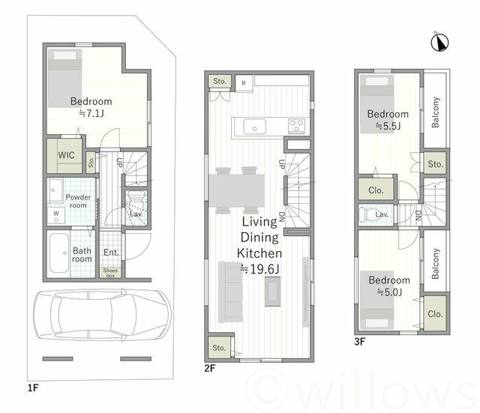 Bedroom
≒7.1J
WIC
Sto.
UP
Powder
room
Lav.
W
Bath
room
Ent.
Shoes
box
1F
Sto.
R
UP
DN
Living
Dining
Kitchen
≒19.6J
Sto.
2F
Bedroom
≒5.5J
Balcony
Sto.
Clo.
Lav.
DN
Bedroom
≒5.0J
Balcony
Clo.
3F
©willows